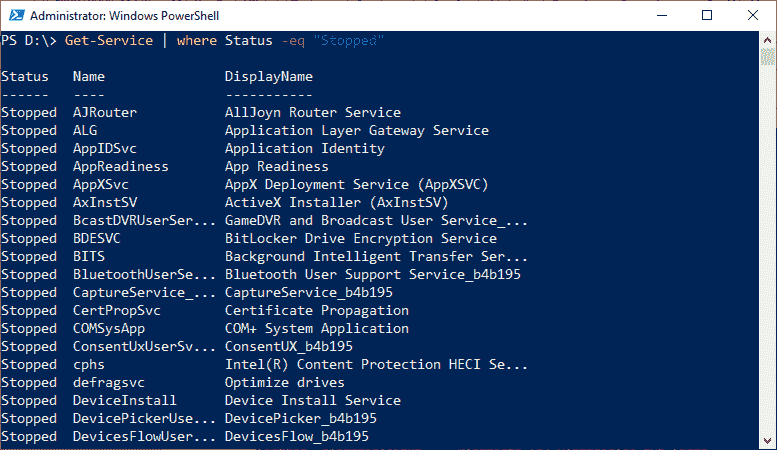 Administrator: Windows PowerShell
PS D:\> Get-Service | where Status -eq "Stopped"
Status   Name               DisplayName
------   ----               -----------
Stopped  AJRouter           AllJoyn Router Service
Stopped  ALG                Application Layer Gateway Service
Stopped  AppIDSvc           Application Identity
Stopped  AppReadiness       App Readiness
Stopped  AppXSvc            AppX Deployment Service (AppXSVC)
Stopped  AxInstSV           ActiveX Installer (AxInstSV)
Stopped  BcastDVRUserSer... GameDVR and Broadcast User Service_...
Stopped  BDESVC             BitLocker Drive Encryption Service
Stopped  BITS               Background Intelligent Transfer Ser...
Stopped  BluetoothUserSe... Bluetooth User Support Service_b4b195
Stopped  CaptureService_... CaptureService_b4b195
Stopped  CertPropSvc        Certificate Propagation
Stopped  COMSysApp          COM+ System Application
Stopped  ConsentUxUserSv... ConsentUX_b4b195
Stopped  cphs               Intel(R) Content Protection HECI Se...
Stopped  defragsvc          Optimize drives
Stopped  DeviceInstall      Device Install Service
Stopped  DevicePickerUse... DevicePicker_b4b195
Stopped  DevicesFlowUser... DevicesFlow_b4b195